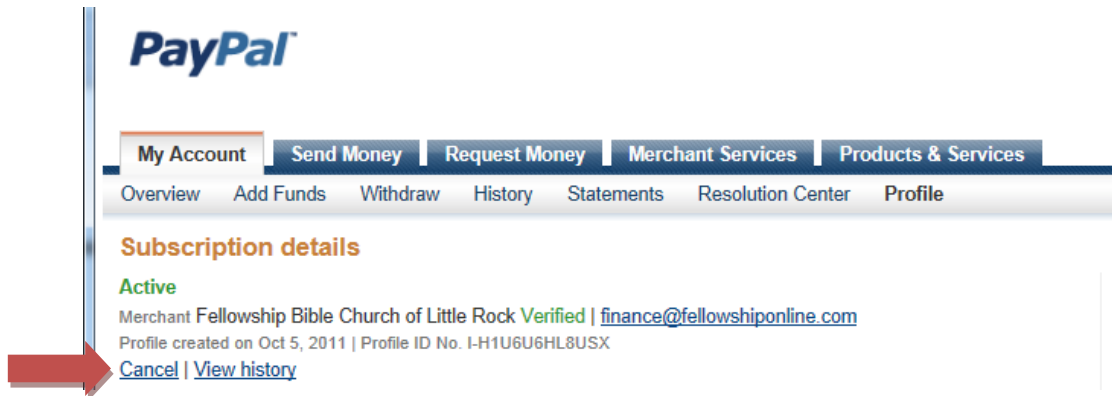 PayPal™
My Account Send Money Request Money Merchant Services Products & Services
Overview Add Funds Withdraw History Statements Resolution Center Profile
Subscription details
Active
Merchant Fellowship Bible Church of Little Rock Verified | finance@fellowshiponline.com
Profile created on Oct 5, 2011 | Profile ID No. I-H1U6U6HL8USX
Cancel | View history